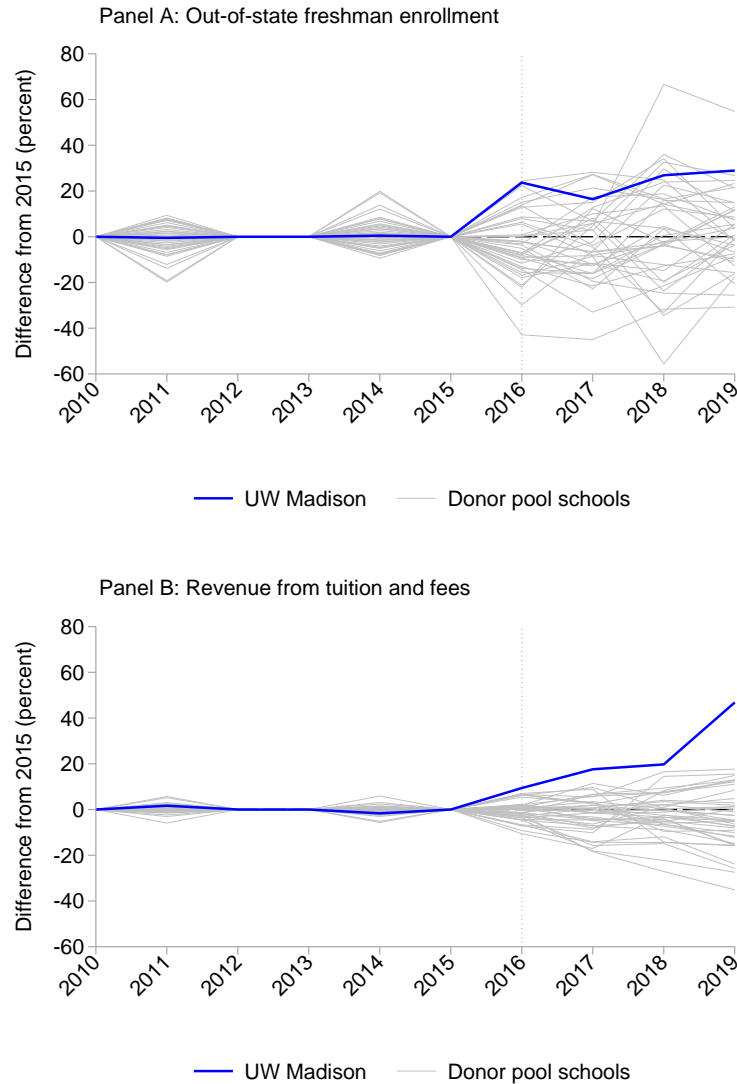 Panel A: Out-of-state freshman enrollment
80
60
40
20
0
-20
-40
-60
Difference from 2015 (percent)
2010 2011 2012 2013 2014 2015 2016 2017 2018 2019
UW Madison Donor pool schools
Panel B: Revenue from tuition and fees
80
60
40
20
0
-20
-40
-60
Difference from 2015 (percent)
2010 2011 2012 2013 2014 2015 2016 2017 2018 2019
UW Madison Donor pool schools